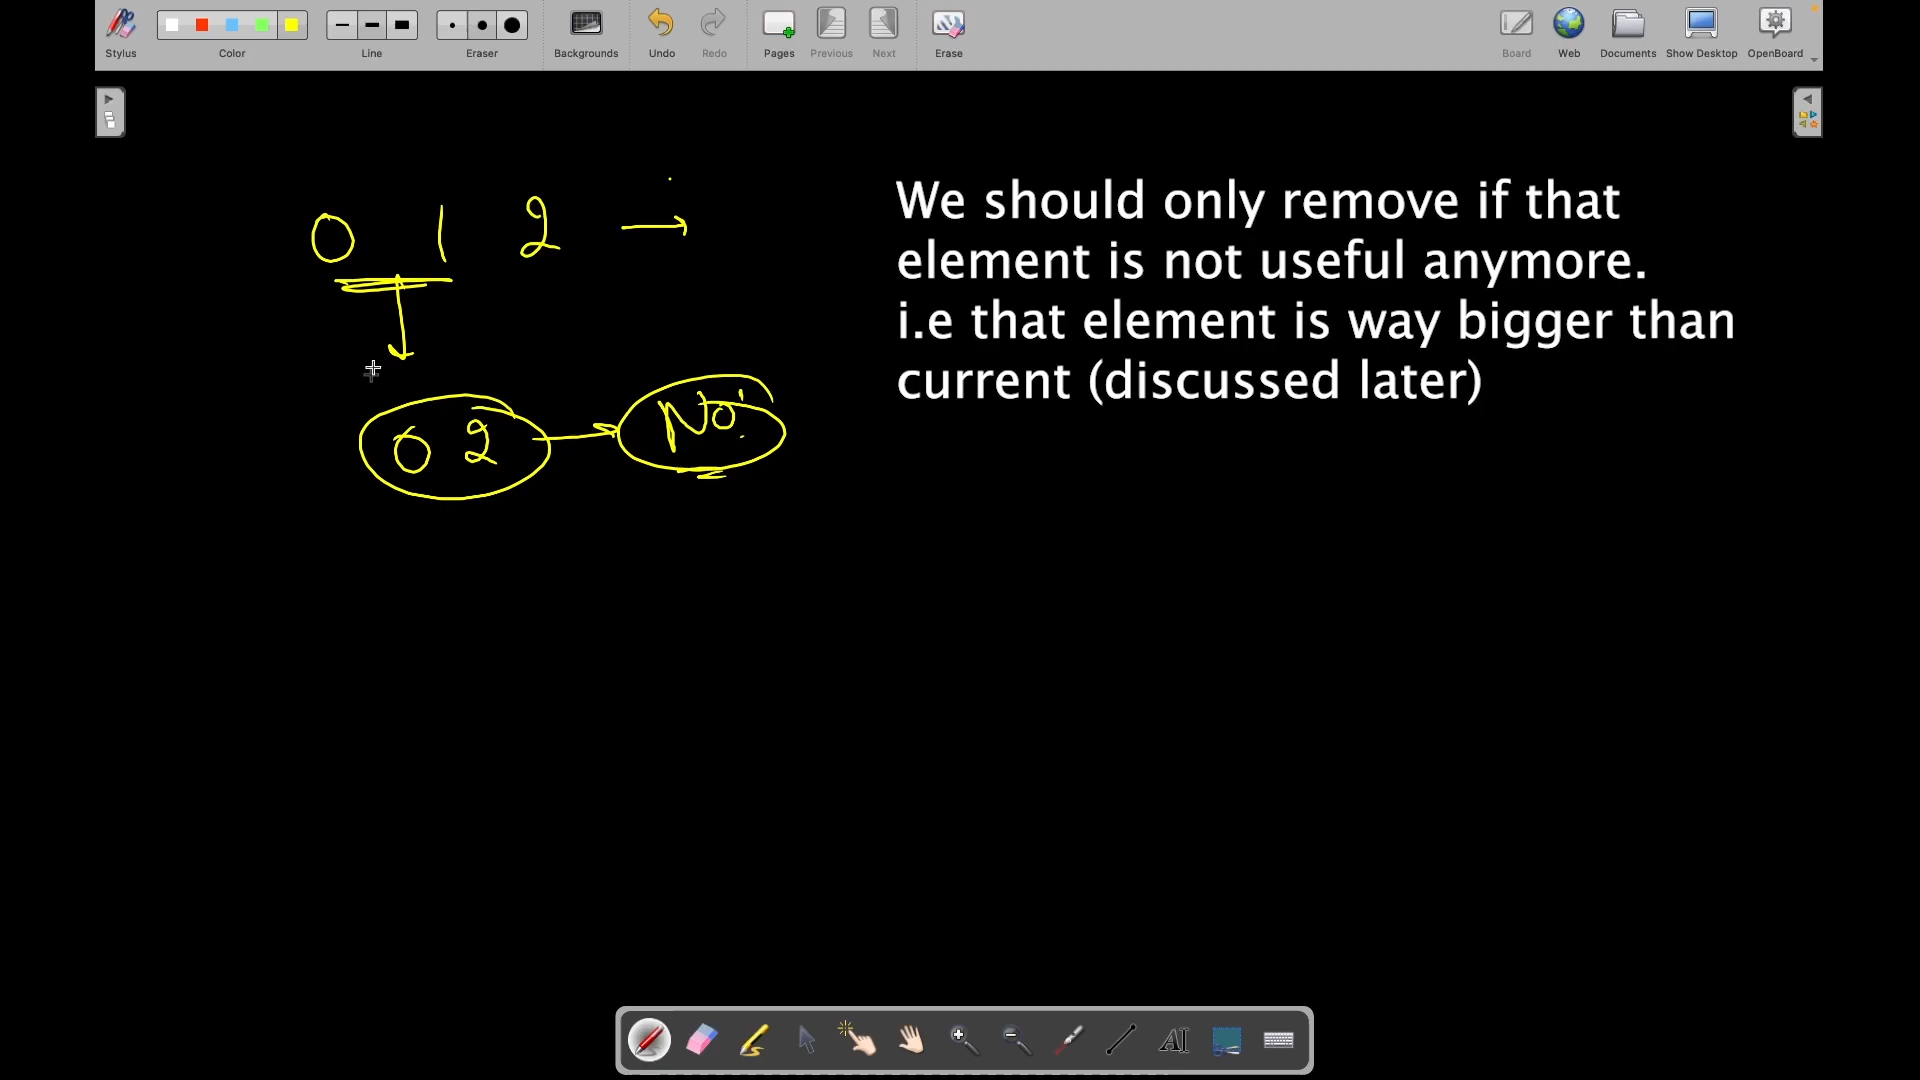 Stylus Color Line Eraser Backgrounds Undo Redo Pages Previous Next Erase Board Web Documents Show Desktop OpenBoard
0 1 2 →
We should only remove if that
element is not useful anymore.
i.e that element is way bigger than
current (discussed later)
0 2 → No!
AI